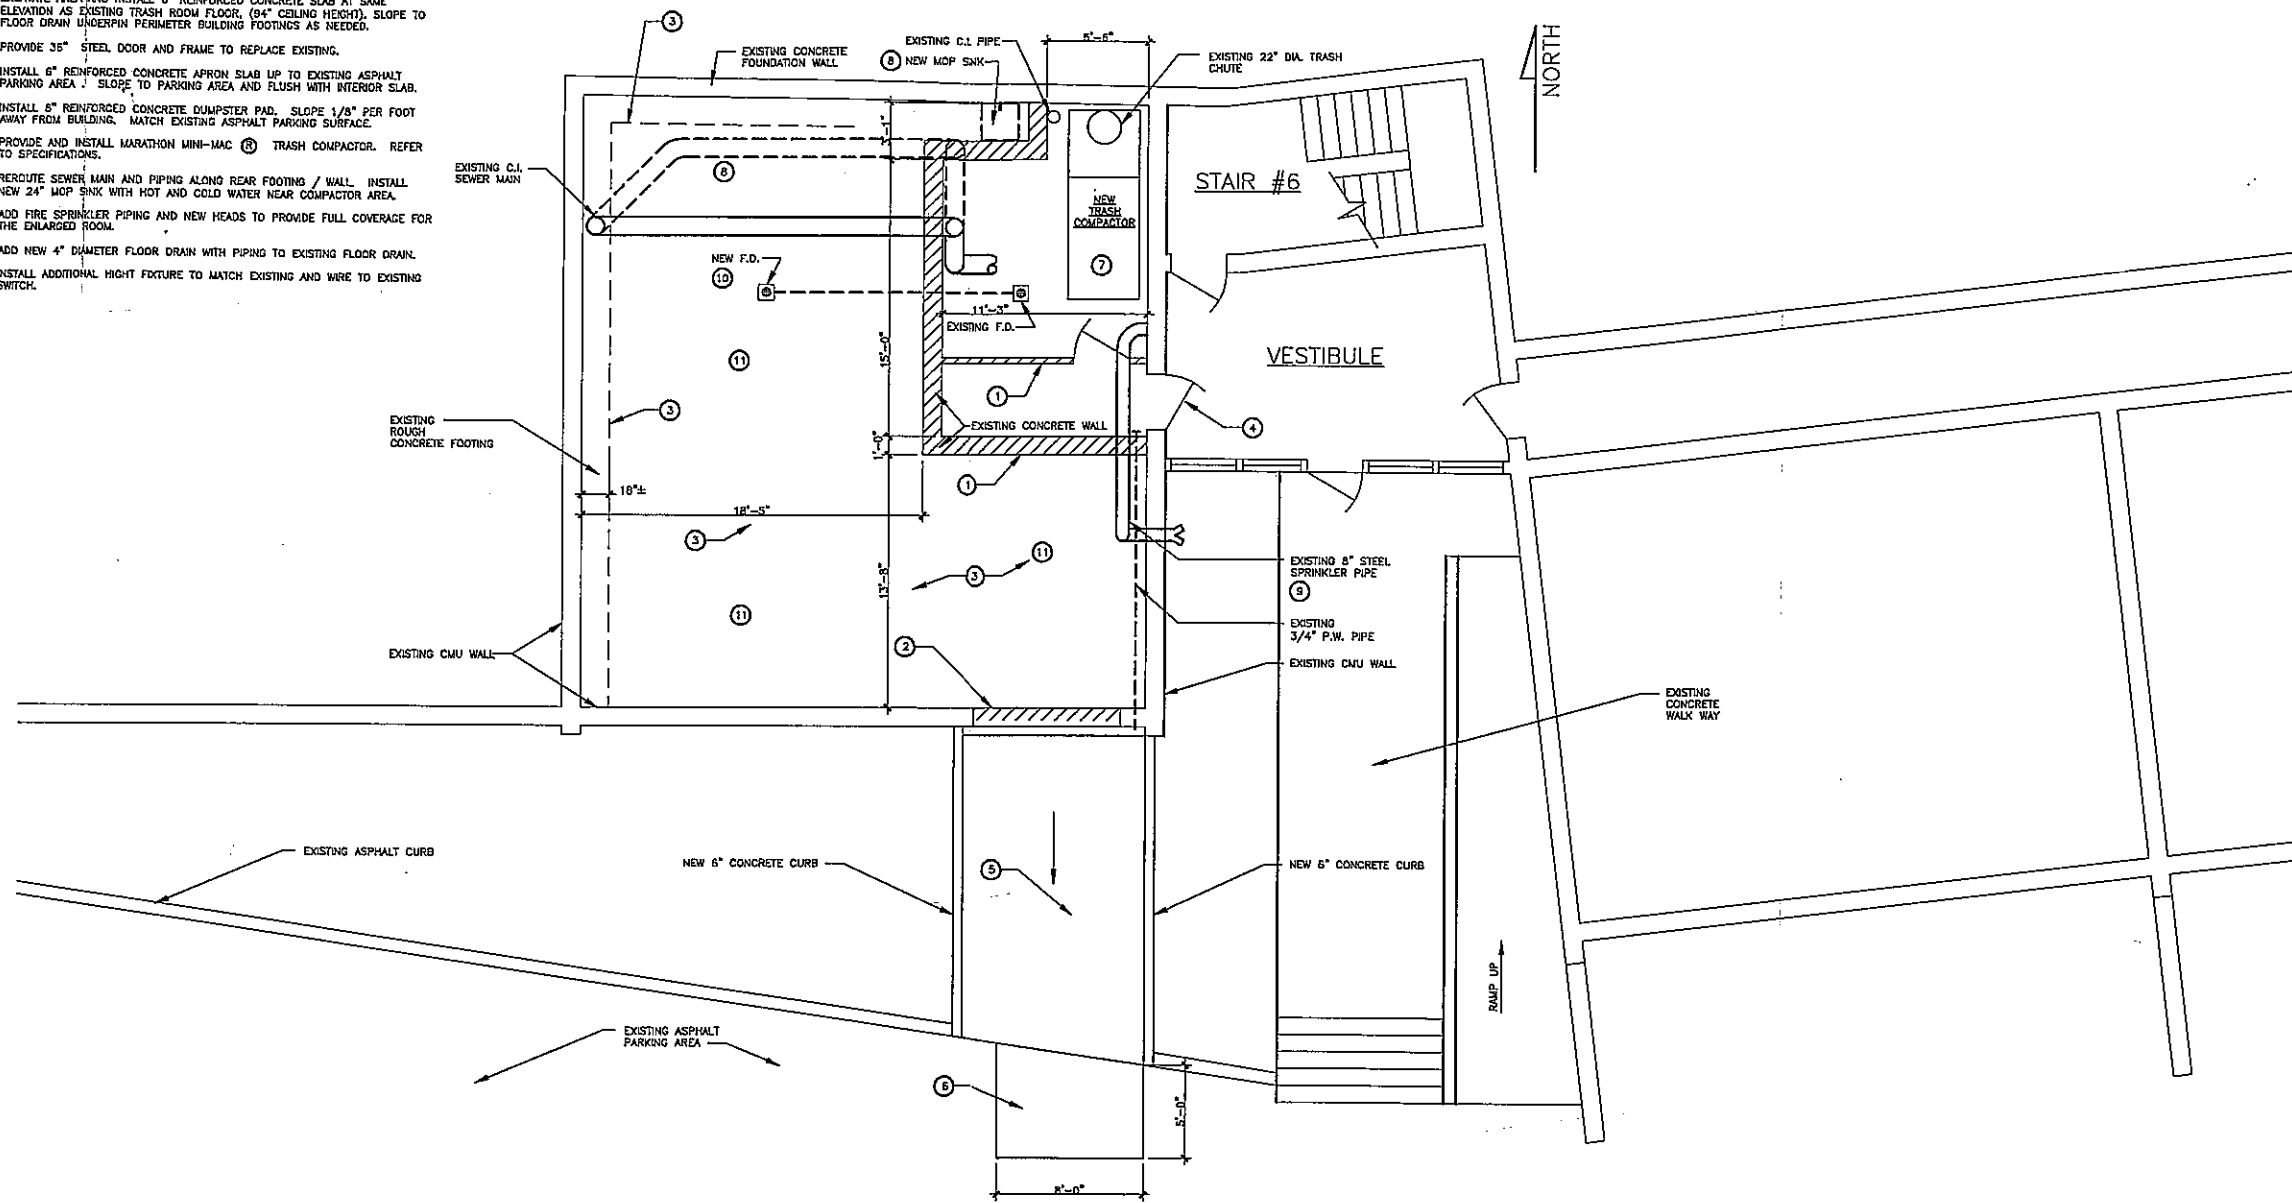 REINFORCED CONCRETE SLAB AT SAME
ELEVATION AS EXISTING TRASH ROOM FLOOR, (94" CEILING HEIGHT). SLOPE TO
FLOOR DRAIN UNDERPIN PERIMETER BUILDING FOOTINGS AS NEEDED.
PROVIDE 36" STEEL DOOR AND FRAME TO REPLACE EXISTING.
INSTALL 6" REINFORCED CONCRETE APRON SLAB UP TO EXISTING ASPHALT
PARKING AREA . SLOPE TO PARKING AREA AND FLUSH WITH INTERIOR SLAB.
INSTALL 8" REINFORCED CONCRETE DUMPSTER PAD. SLOPE 1/8" PER FOOT
AWAY FROM BUILDING. MATCH EXISTING ASPHALT PARKING SURFACE.
PROVIDE AND INSTALL MARATHON MINI-MAC ® TRASH COMPACTOR. REFER
TO SPECIFICATIONS.
REROUTE SEWER MAIN AND PIPING ALONG REAR FOOTING / WALL. INSTALL
NEW 24" MOP SINK WITH HOT AND COLD WATER NEAR COMPACTOR AREA.
ADD FIRE SPRINKLER PIPING AND NEW HEADS TO PROVIDE FULL COVERAGE FOR
THE ENLARGED ROOM.
ADD NEW 4" DIAMETER FLOOR DRAIN WITH PIPING TO EXISTING FLOOR DRAIN.
INSTALL ADDITIONAL HIGHT FIXTURE TO MATCH EXISTING AND WIRE TO EXISTING
SWITCH.
3
EXISTING CONCRETE
FOUNDATION WALL
EXISTING C.I. PIPE
8 NEW MOP SNK
5'-6"
EXISTING 22" DIA. TRASH
CHUTE
NORTH
EXISTING C.I.
SEWER MAIN
8
NEW
TRASH
COMPACTOR
7
STAIR #6
NEW F.D.
10
11'-3"
EXISTING F.D.
15'-0"
11
1
VESTIBULE
EXISTING
ROUGH
CONCRETE FOOTING
3
EXISTING CONCRETE WALL
4
1'-0"
1
18"±
18'-5"
3
13'-8"
3
11
EXISTING 8" STEEL
SPRINKLER PIPE
9
11
EXISTING
3/4" P.W. PIPE
EXISTING CMU WALL
2
EXISTING CMU WALL
EXISTING
CONCRETE
WALK WAY
EXISTING ASPHALT CURB
NEW 6" CONCRETE CURB
5
NEW 6" CONCRETE CURB
RAMP UP
EXISTING ASPHALT
PARKING AREA
6
5'-0"
8'-0"